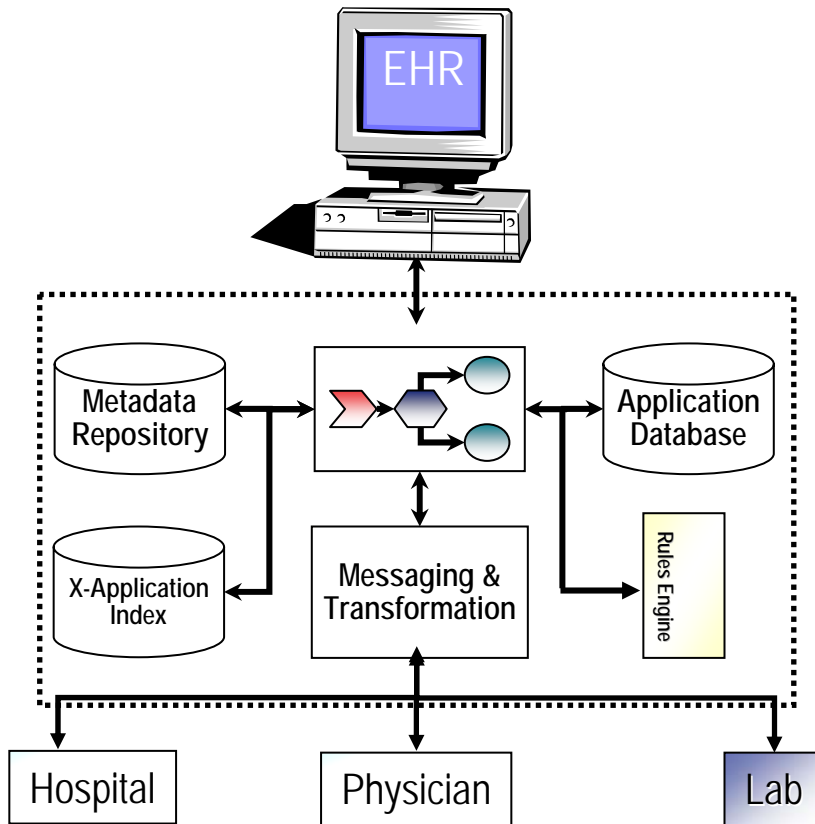 EHR
Metadata
Repository
Application
Database
X-Application
Index
Messaging &
Transformation
Rules Engine
Hospital
Physician
Lab